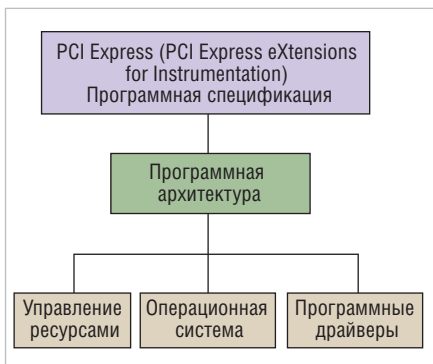 PCI Express (PCI Express eXtensions
for Instrumentation)
Программная спецификация
Программная
архитектура
Управление
ресурсами
Операционная
система
Программные
драйверы